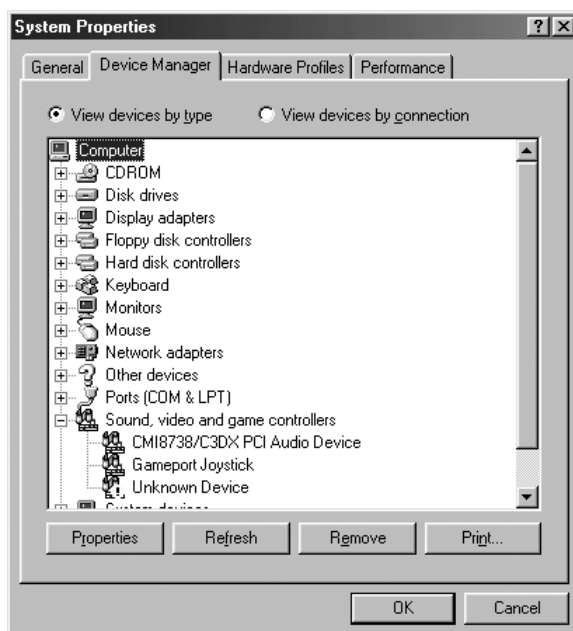 System Properties
General Device Manager Hardware Profiles Performance
View devices by type View devices by connection
Computer
CDROM
Disk drives
Display adapters
Floppy disk controllers
Hard disk controllers
Keyboard
Monitors
Mouse
Network adapters
Other devices
Ports (COM & LPT)
Sound, video and game controllers
CMI8738/C3DX PCI Audio Device
Gameport Joystick
Unknown Device
System devices
Properties Refresh Remove Print...
OK Cancel